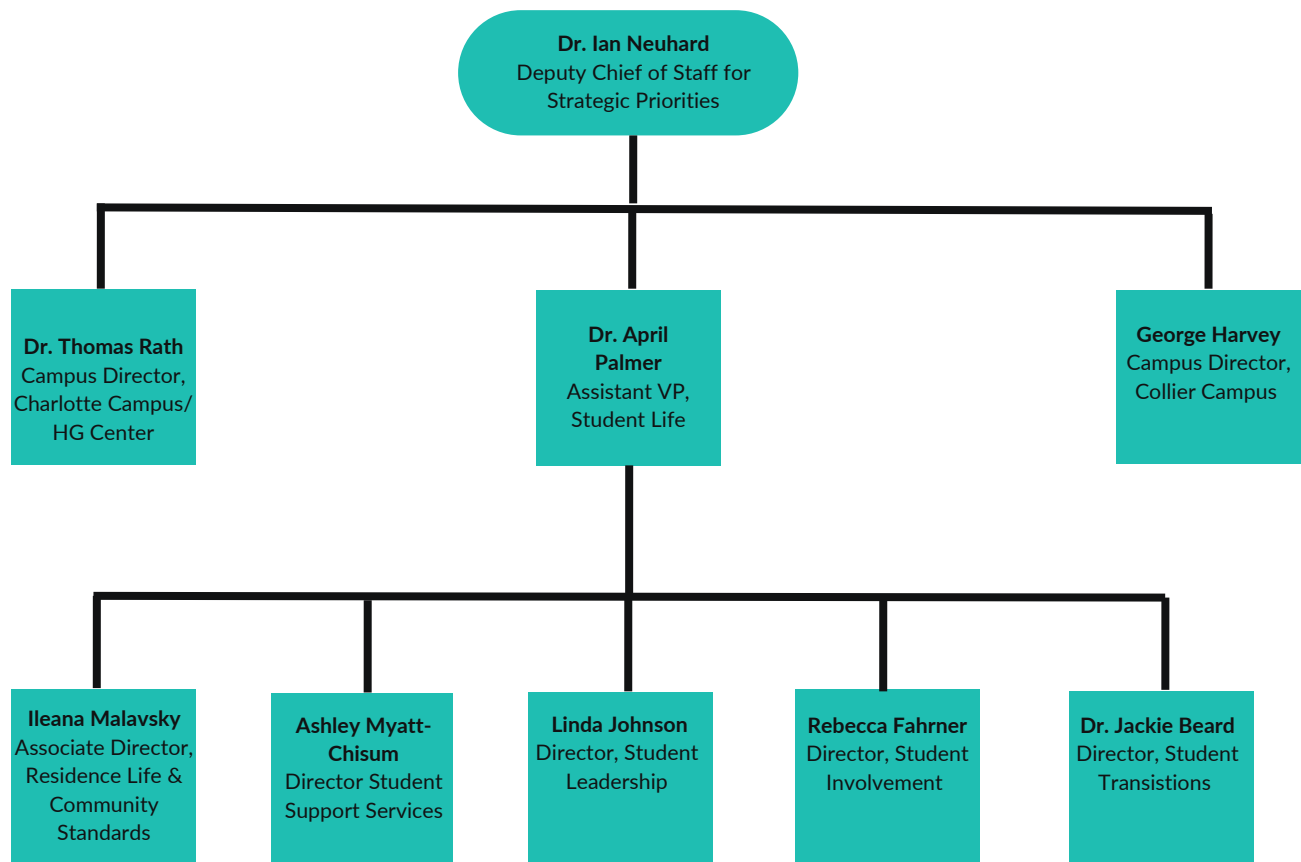 Dr. Ian Neuhard
Deputy Chief of Staff for
Strategic Priorities
Dr. Thomas Rath
Campus Director,
Charlotte Campus/
HG Center
Dr. April
Palmer
Assistant VP,
Student Life
George Harvey
Campus Director,
Collier Campus
Ileana Malavsky
Associate Director,
Residence Life &
Community
Standards
Ashley Myatt-
Chisum
Director Student
Support Services
Linda Johnson
Director, Student
Leadership
Rebecca Fahrner
Director, Student
Involvement
Dr. Jackie Beard
Director, Student
Transistions